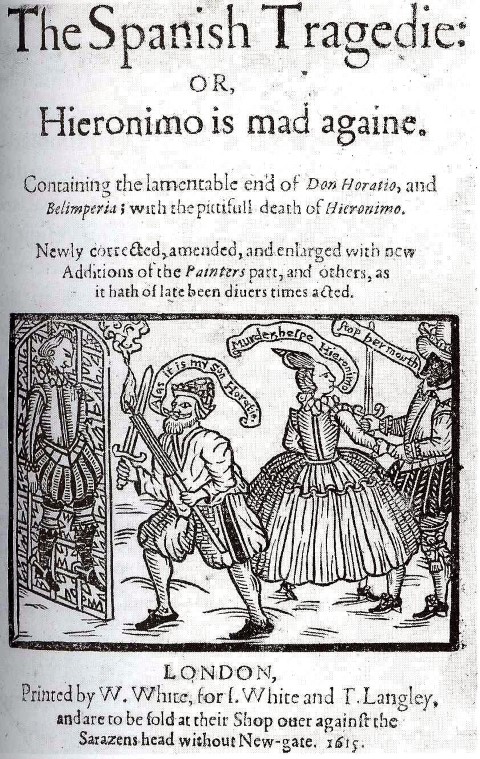 The Spanish Tragedie:
OR,
Hieronimo is mad againe.
Containing the lamentable end of Don Horatio, and
Belimperia; with the pittifull death of Hieronimo.
Newly corrected, amended, and enlarged with new
Additions of the Painters part, and others, as
it hath of late been diuers times acted.
Alas it is my son Horatio.
Murder helpe Hieronimo
Stop her mouth
LONDON,
Printed by W. White, for I. White and T. Langley,
and are to be sold at their Shop ouer against the
Sarazens head without New-gate. 1615.